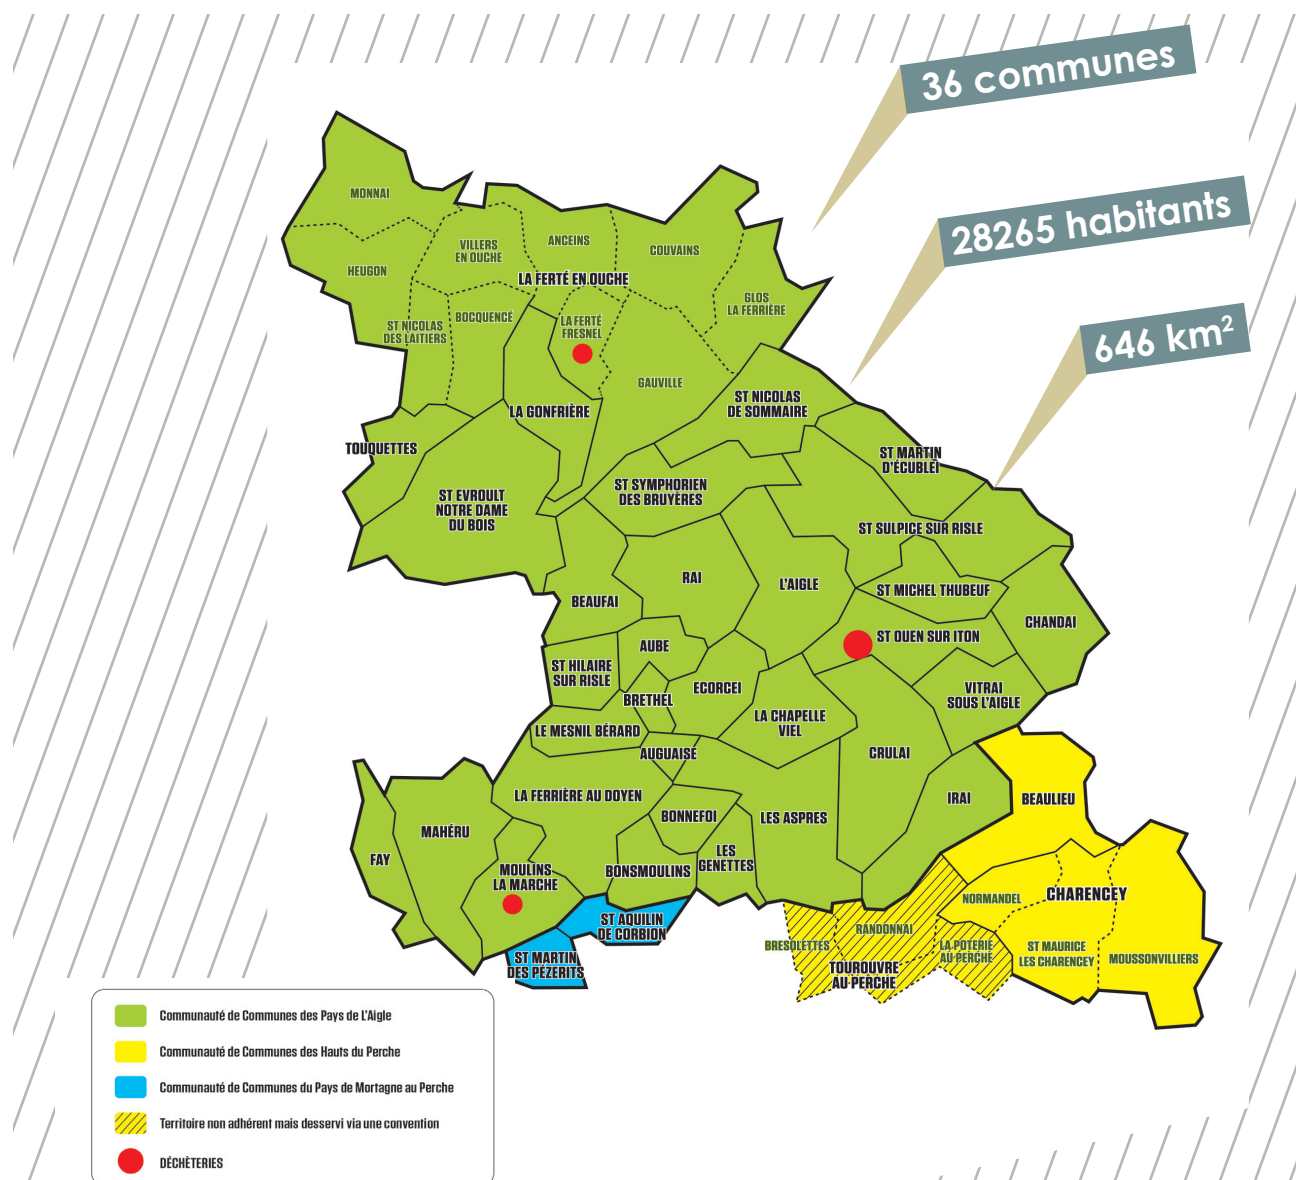 36 communes
28265 habitants
646 km²
MONNAI
HEUGON
VILLERS
EN OUCHE
ANCEINS
COUVAINS
LA FERTÉ EN OUCHE
GLOS
LA FERRIÈRE
ST NICOLAS
DES LAITIERS
BOCQUENCÉ
LA FERTÉ
FRESNEL
GAUVILLE
LA GONFRIÈRE
ST NICOLAS
DE SOMMAIRE
TOUQUETTES
ST MARTIN
D'ÉCUBLEI
ST EVROULT
NOTRE DAME
DU BOIS
ST SYMPHORIEN
DES BRUYÈRES
ST SULPICE SUR RISLE
RAI
L'AIGLE
ST MICHEL THUBEUF
BEAUFAI
CHANDAI
ST OUEN SUR ITON
AUBE
ST HILAIRE
SUR RISLE
ECORCEI
BRETHEL
VITRAI
SOUS L'AIGLE
LA CHAPELLE
VIEL
LE MESNIL BÉRARD
AUGUAISE
CRULAI
LA FERRIÈRE AU DOYEN
IRAI
BEAULIEU
BONNEFOI
LES ASPRES
MAHÉRU
FAY
LES
GENETTES
MOULINS
LA MARCHE
BONSMOULINS
NORMANDEL
CHARENCEY
ST AQUILIN
DE CORBION
BRESOLETTES
RANDONNAI
LA POTERIE
AU PERCHE
ST MAURICE
LES CHARENCEY
MOUSSONVILLIERS
ST MARTIN
DES PÉZERITS
TOUROUVRE
AU PERCHE
Communauté de Communes des Pays de L'Aigle
Communauté de Communes des Hauts du Perche
Communauté de Communes du Pays de Mortagne au Perche
Territoire non adhérent mais desservi via une convention
DÉCHÈTERIES